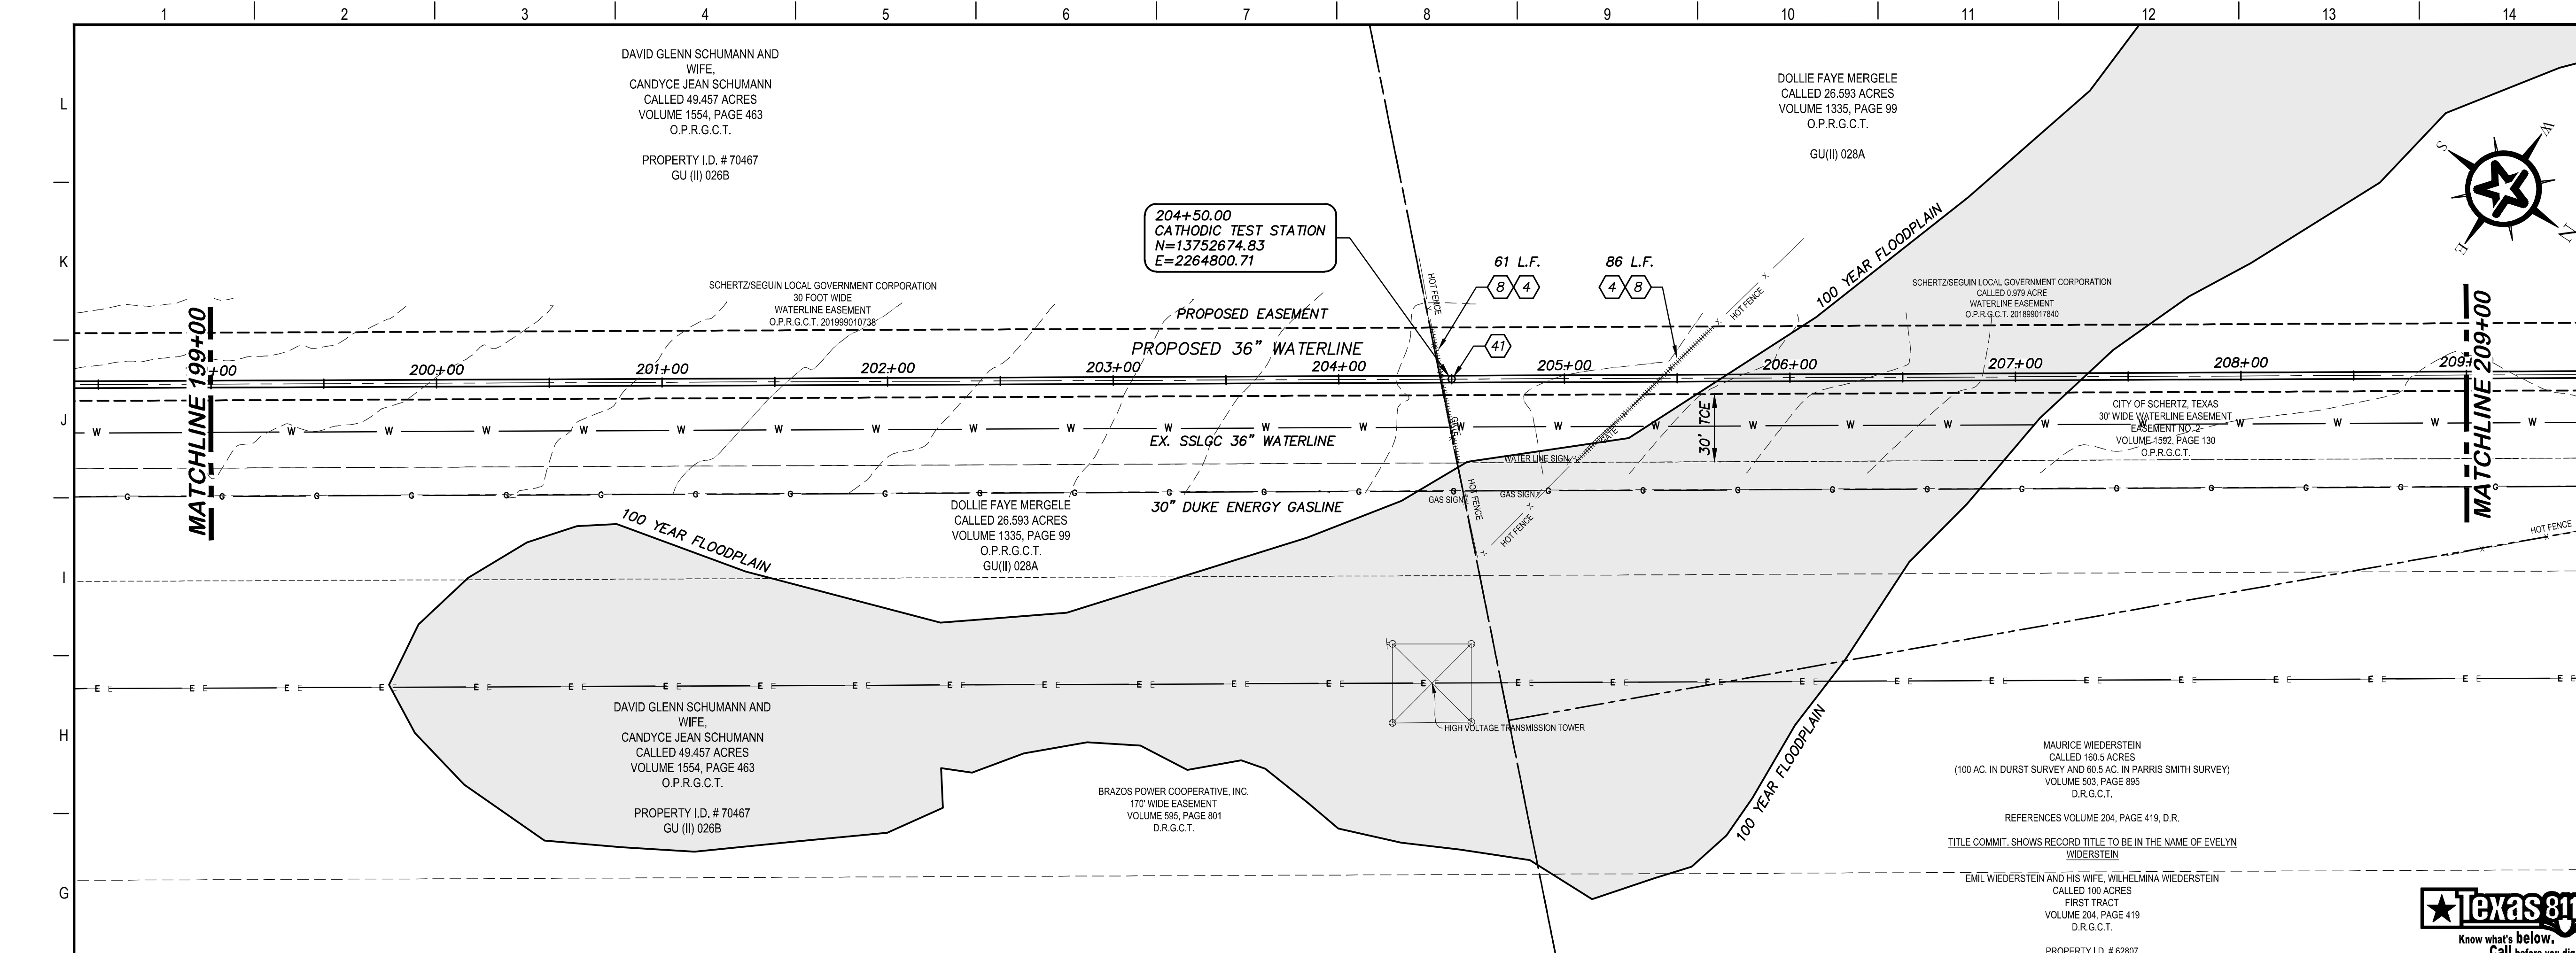 1 2 3 4 5 6 7 8 9 10 11 12 13 14
L
K
J
I
H
G
DAVID GLENN SCHUMANN AND
WIFE,
CANDYCE JEAN SCHUMANN
CALLED 49.457 ACRES
VOLUME 1554, PAGE 463
O.P.R.G.C.T.
PROPERTY I.D. # 70467
GU (II) 026B
DOLLIE FAYE MERGELE
CALLED 26.593 ACRES
VOLUME 1335, PAGE 99
O.P.R.G.C.T.
GU(II) 028A
S
W
E
N
204+50.00
CATHODIC TEST STATION
N=13752674.83
E=2264800.71
61 L.F.
8 4
86 L.F.
4 8
41
HOT FENCE
HOT FENCE
100 YEAR FLOODPLAIN
SCHERTZ/SEGUIN LOCAL GOVERNMENT CORPORATION
30 FOOT WIDE
WATERLINE EASEMENT
O.P.R.G.C.T. 201999010738
SCHERTZ/SEGUIN LOCAL GOVERNMENT CORPORATION
CALLED 0.979 ACRE
WATERLINE EASEMENT
O.P.R.G.C.T. 201899017840
PROPOSED EASEMENT
PROPOSED 36" WATERLINE
MATCHLINE 199+00
+00 200+00 201+00 202+00 203+00 204+00 205+00 206+00 207+00 208+00 209+
MATCHLINE 209+00
W W W W W W W W W W W W W W W W W W W W W W W W W W
GATE
GATE
30' TCE
CITY OF SCHERTZ, TEXAS
30' WIDE WATERLINE EASEMENT
EASEMENT NO. 2
VOLUME 1592, PAGE 130
O.P.R.G.C.T.
EX. SSLGC 36" WATERLINE
WATER LINE SIGN
G G G G G G G G G G G G G G G G G G G G G G G G G G
GAS SIGN
GAS SIGN
HOT FENCE
HOT FENCE
HOT FENCE
30" DUKE ENERGY GASLINE
DOLLIE FAYE MERGELE
CALLED 26.593 ACRES
VOLUME 1335, PAGE 99
O.P.R.G.C.T.
GU(II) 028A
100 YEAR FLOODPLAIN
E E E E E E E E E E E E E E E E E E E E E E E E E E E
HIGH VOLTAGE TRANSMISSION TOWER
DAVID GLENN SCHUMANN AND
WIFE,
CANDYCE JEAN SCHUMANN
CALLED 49.457 ACRES
VOLUME 1554, PAGE 463
O.P.R.G.C.T.
PROPERTY I.D. # 70467
GU (II) 026B
BRAZOS POWER COOPERATIVE, INC.
170' WIDE EASEMENT
VOLUME 595, PAGE 801
D.R.G.C.T.
100 YEAR FLOODPLAIN
MAURICE WIEDERSTEIN
CALLED 160.5 ACRES
(100 AC. IN DURST SURVEY AND 60.5 AC. IN PARRIS SMITH SURVEY)
VOLUME 503, PAGE 895
D.R.G.C.T.
REFERENCES VOLUME 204, PAGE 419, D.R.
TITLE COMMIT. SHOWS RECORD TITLE TO BE IN THE NAME OF EVELYN
WIDERSTEIN
EMIL WIEDERSTEIN AND HIS WIFE, WILHELMINA WIEDERSTEIN
CALLED 100 ACRES
FIRST TRACT
VOLUME 204, PAGE 419
D.R.G.C.T.
PROPERTY I.D. # 62807
Texas811
Know what's below.
Call before you dig